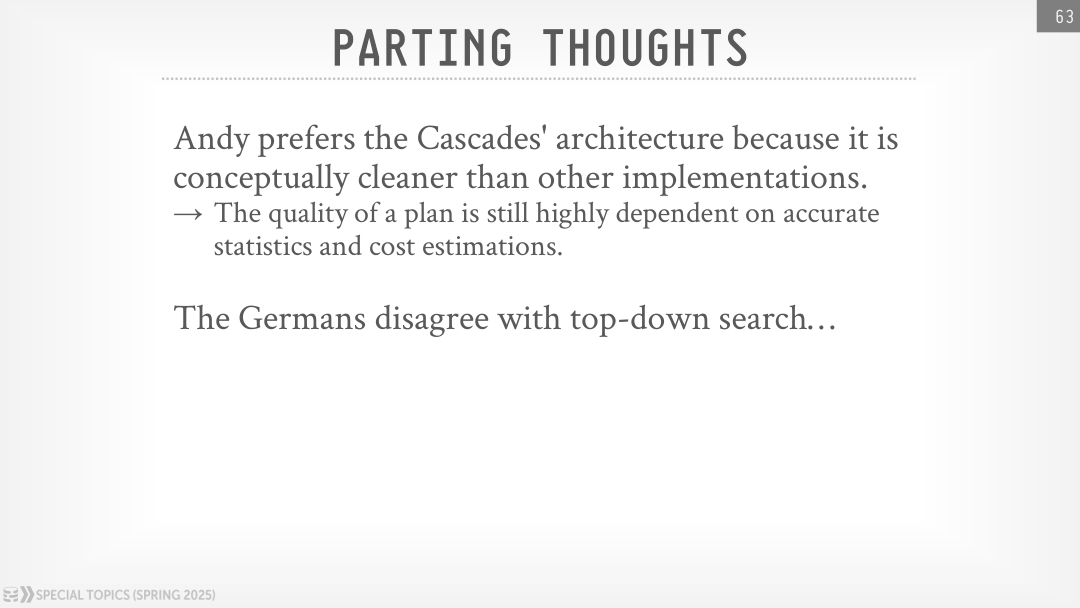 63
PARTING THOUGHTS
Andy prefers the Cascades' architecture because it is
conceptually cleaner than other implementations.
→ The quality of a plan is still highly dependent on accurate
statistics and cost estimations.
The Germans disagree with top-down search…
SPECIAL TOPICS (SPRING 2025)